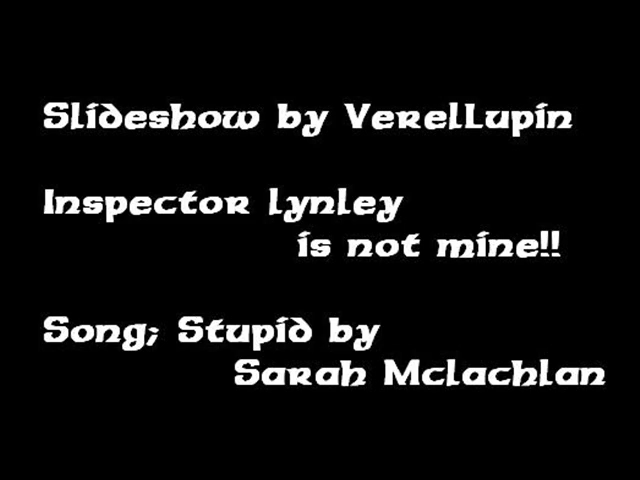 Slideshow by VerelLupin
Inspector Lynley
is not mine!!
Song; Stupid by
Sarah Mclachlan